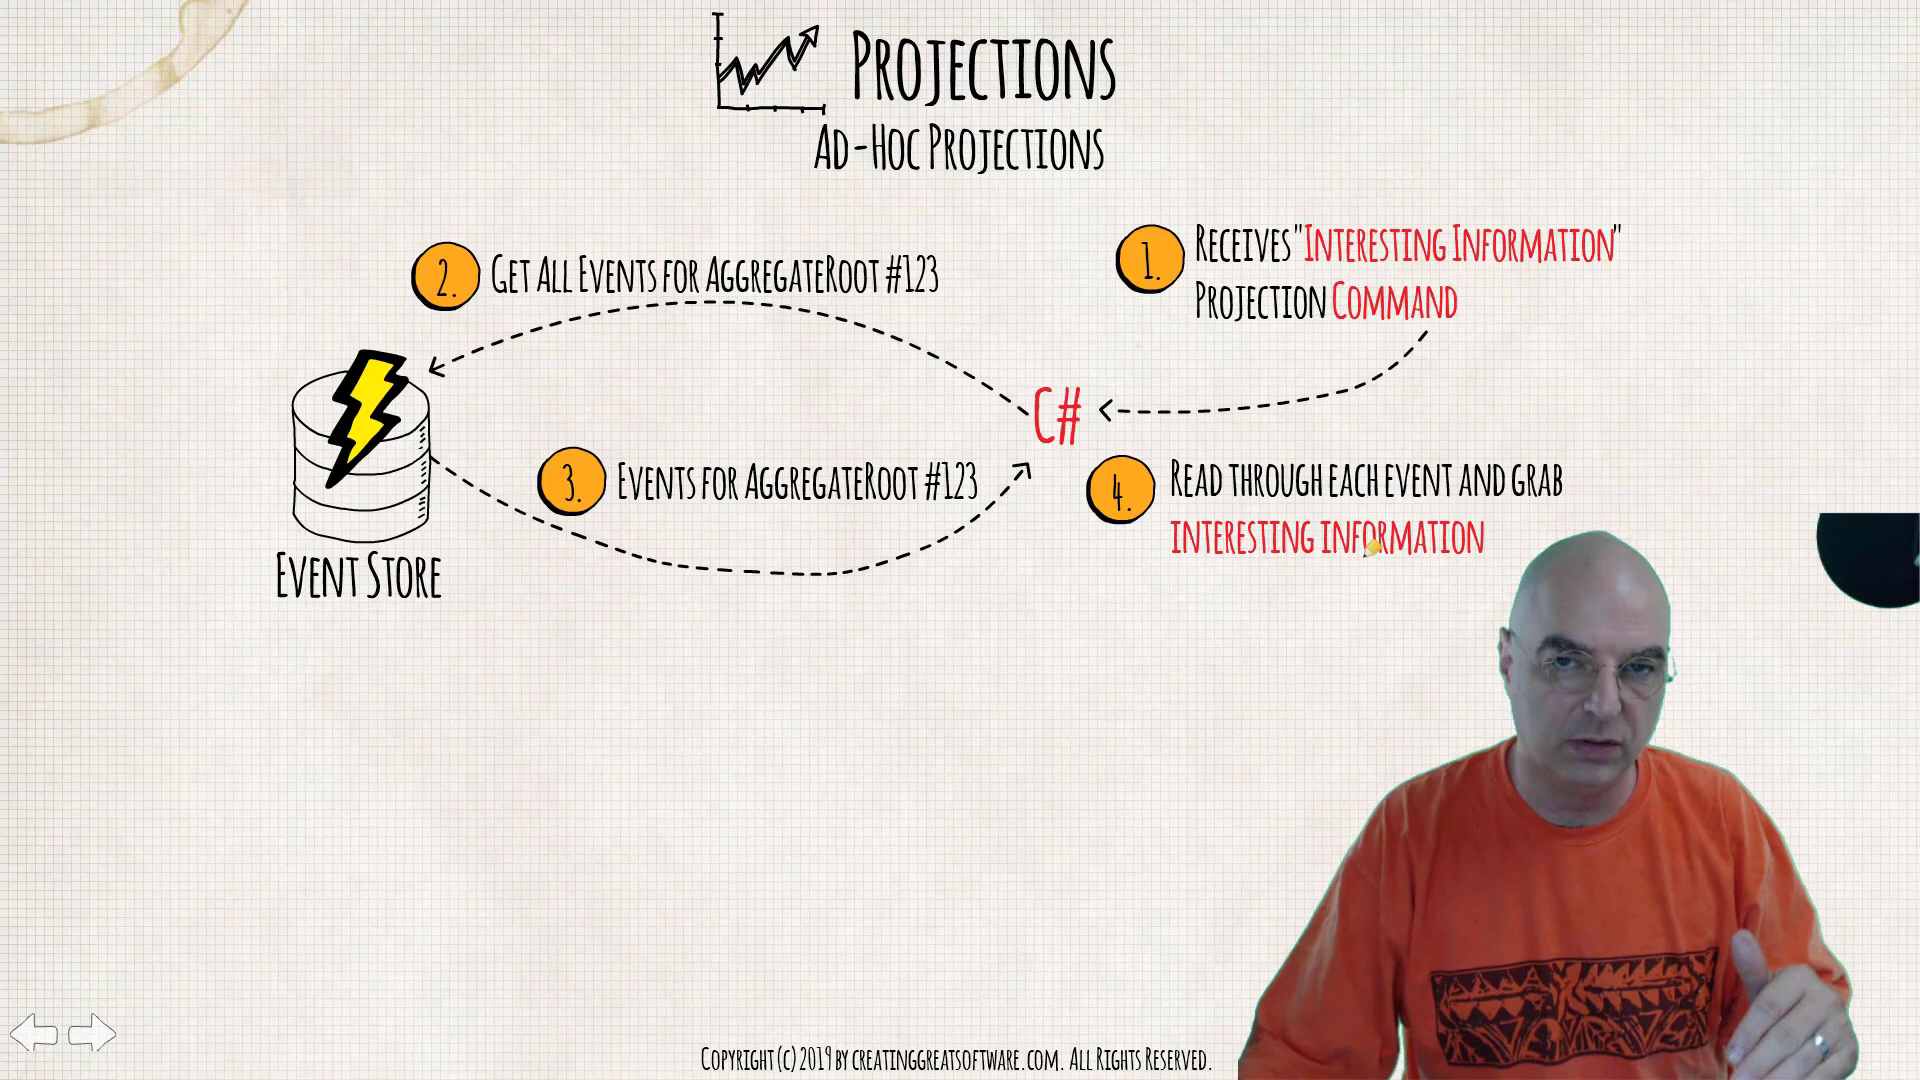 PROJECTIONS
AD-HOC PROJECTIONS
1.
RECEIVES "INTERESTING INFORMATION"
PROJECTION COMMAND
2.
GET ALL EVENTS FOR AGGREGATEROOT #123
C#
3.
EVENTS FOR AGGREGATEROOT #123
4.
READ THROUGH EACH EVENT AND GRAB
INTERESTING INFORMATION
EVENT STORE
COPYRIGHT (C) 2019 BY CREATINGGREATSOFTWARE.COM. ALL RIGHTS RESERVED.